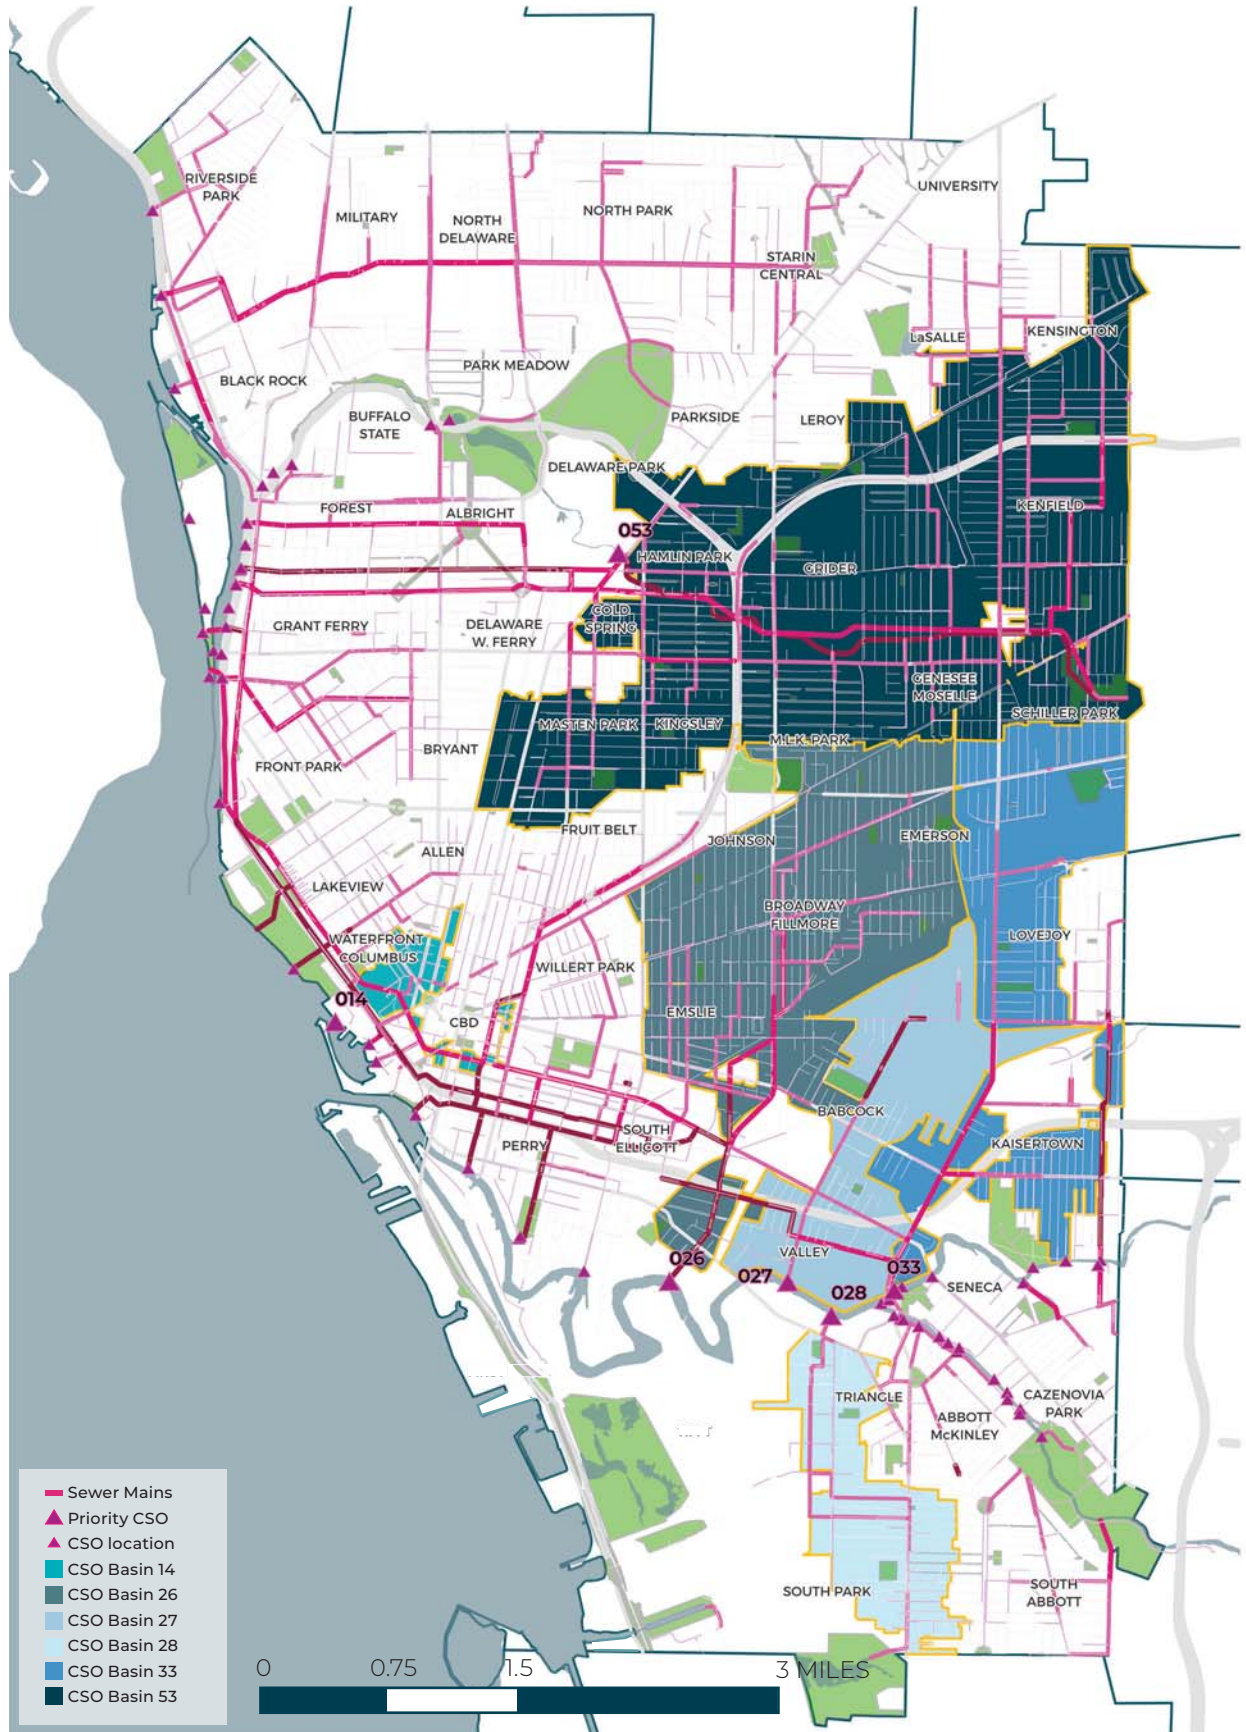 RIVERSIDE
PARK
MILITARY
NORTH
DELAWARE
NORTH PARK
UNIVERSITY
STARIN
CENTRAL
LaSALLE
KENSINGTON
BLACK ROCK
PARK MEADOW
BUFFALO
STATE
PARKSIDE
LEROY
DELAWARE PARK
FOREST
ALBRIGHT
KENFIELD
053
HAMLIN PARK
GRIDER
GRANT FERRY
DELAWARE
W. FERRY
COLD
SPRING
GENESEE
MOSELLE
SCHILLER PARK
MASTEN PARK
KINGSLEY
M.L.K. PARK
BRYANT
FRONT PARK
FRUIT BELT
JOHNSON
EMERSON
ALLEN
LAKEVIEW
BROADWAY
FILLMORE
LOVEJOY
WATERFRONT
COLUMBUS
WILLERT PARK
014
CBD
EMSLIE
BABCOCK
PERRY
SOUTH
ELLICOTT
KAISERTOWN
VALLEY
026
027
033
028
SENECA
TRIANGLE
ABBOTT
McKINLEY
CAZENOVIA
PARK
SOUTH PARK
SOUTH
ABBOTT
Sewer Mains
Priority CSO
CSO location
CSO Basin 14
CSO Basin 26
CSO Basin 27
CSO Basin 28
CSO Basin 33
CSO Basin 53
0 0.75 1.5 3 MILES